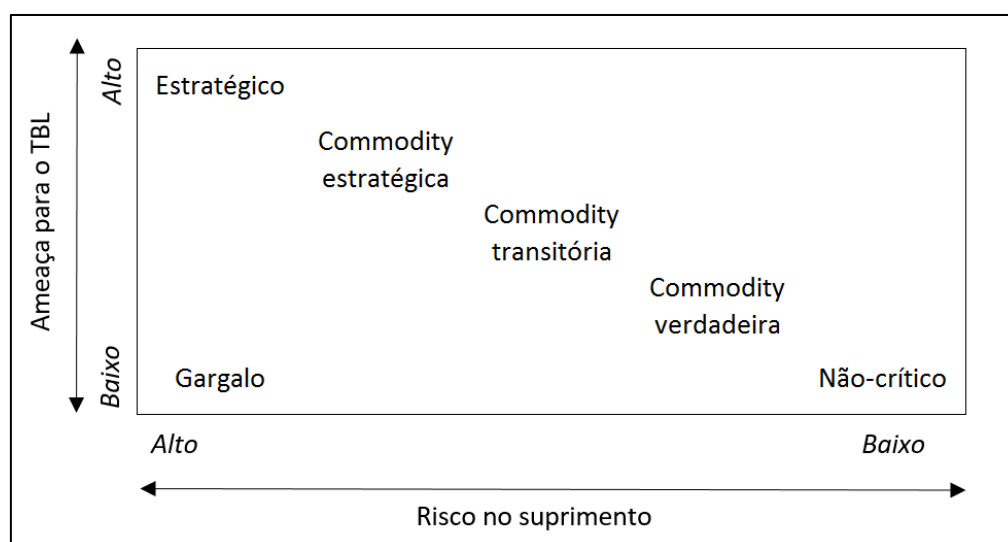 Ameaça para o TBL
Alto
Baixo
Estratégico
Commodity
estratégica
Commodity
transitória
Commodity
verdadeira
Gargalo
Não-crítico
Alto
Baixo
Risco no suprimento